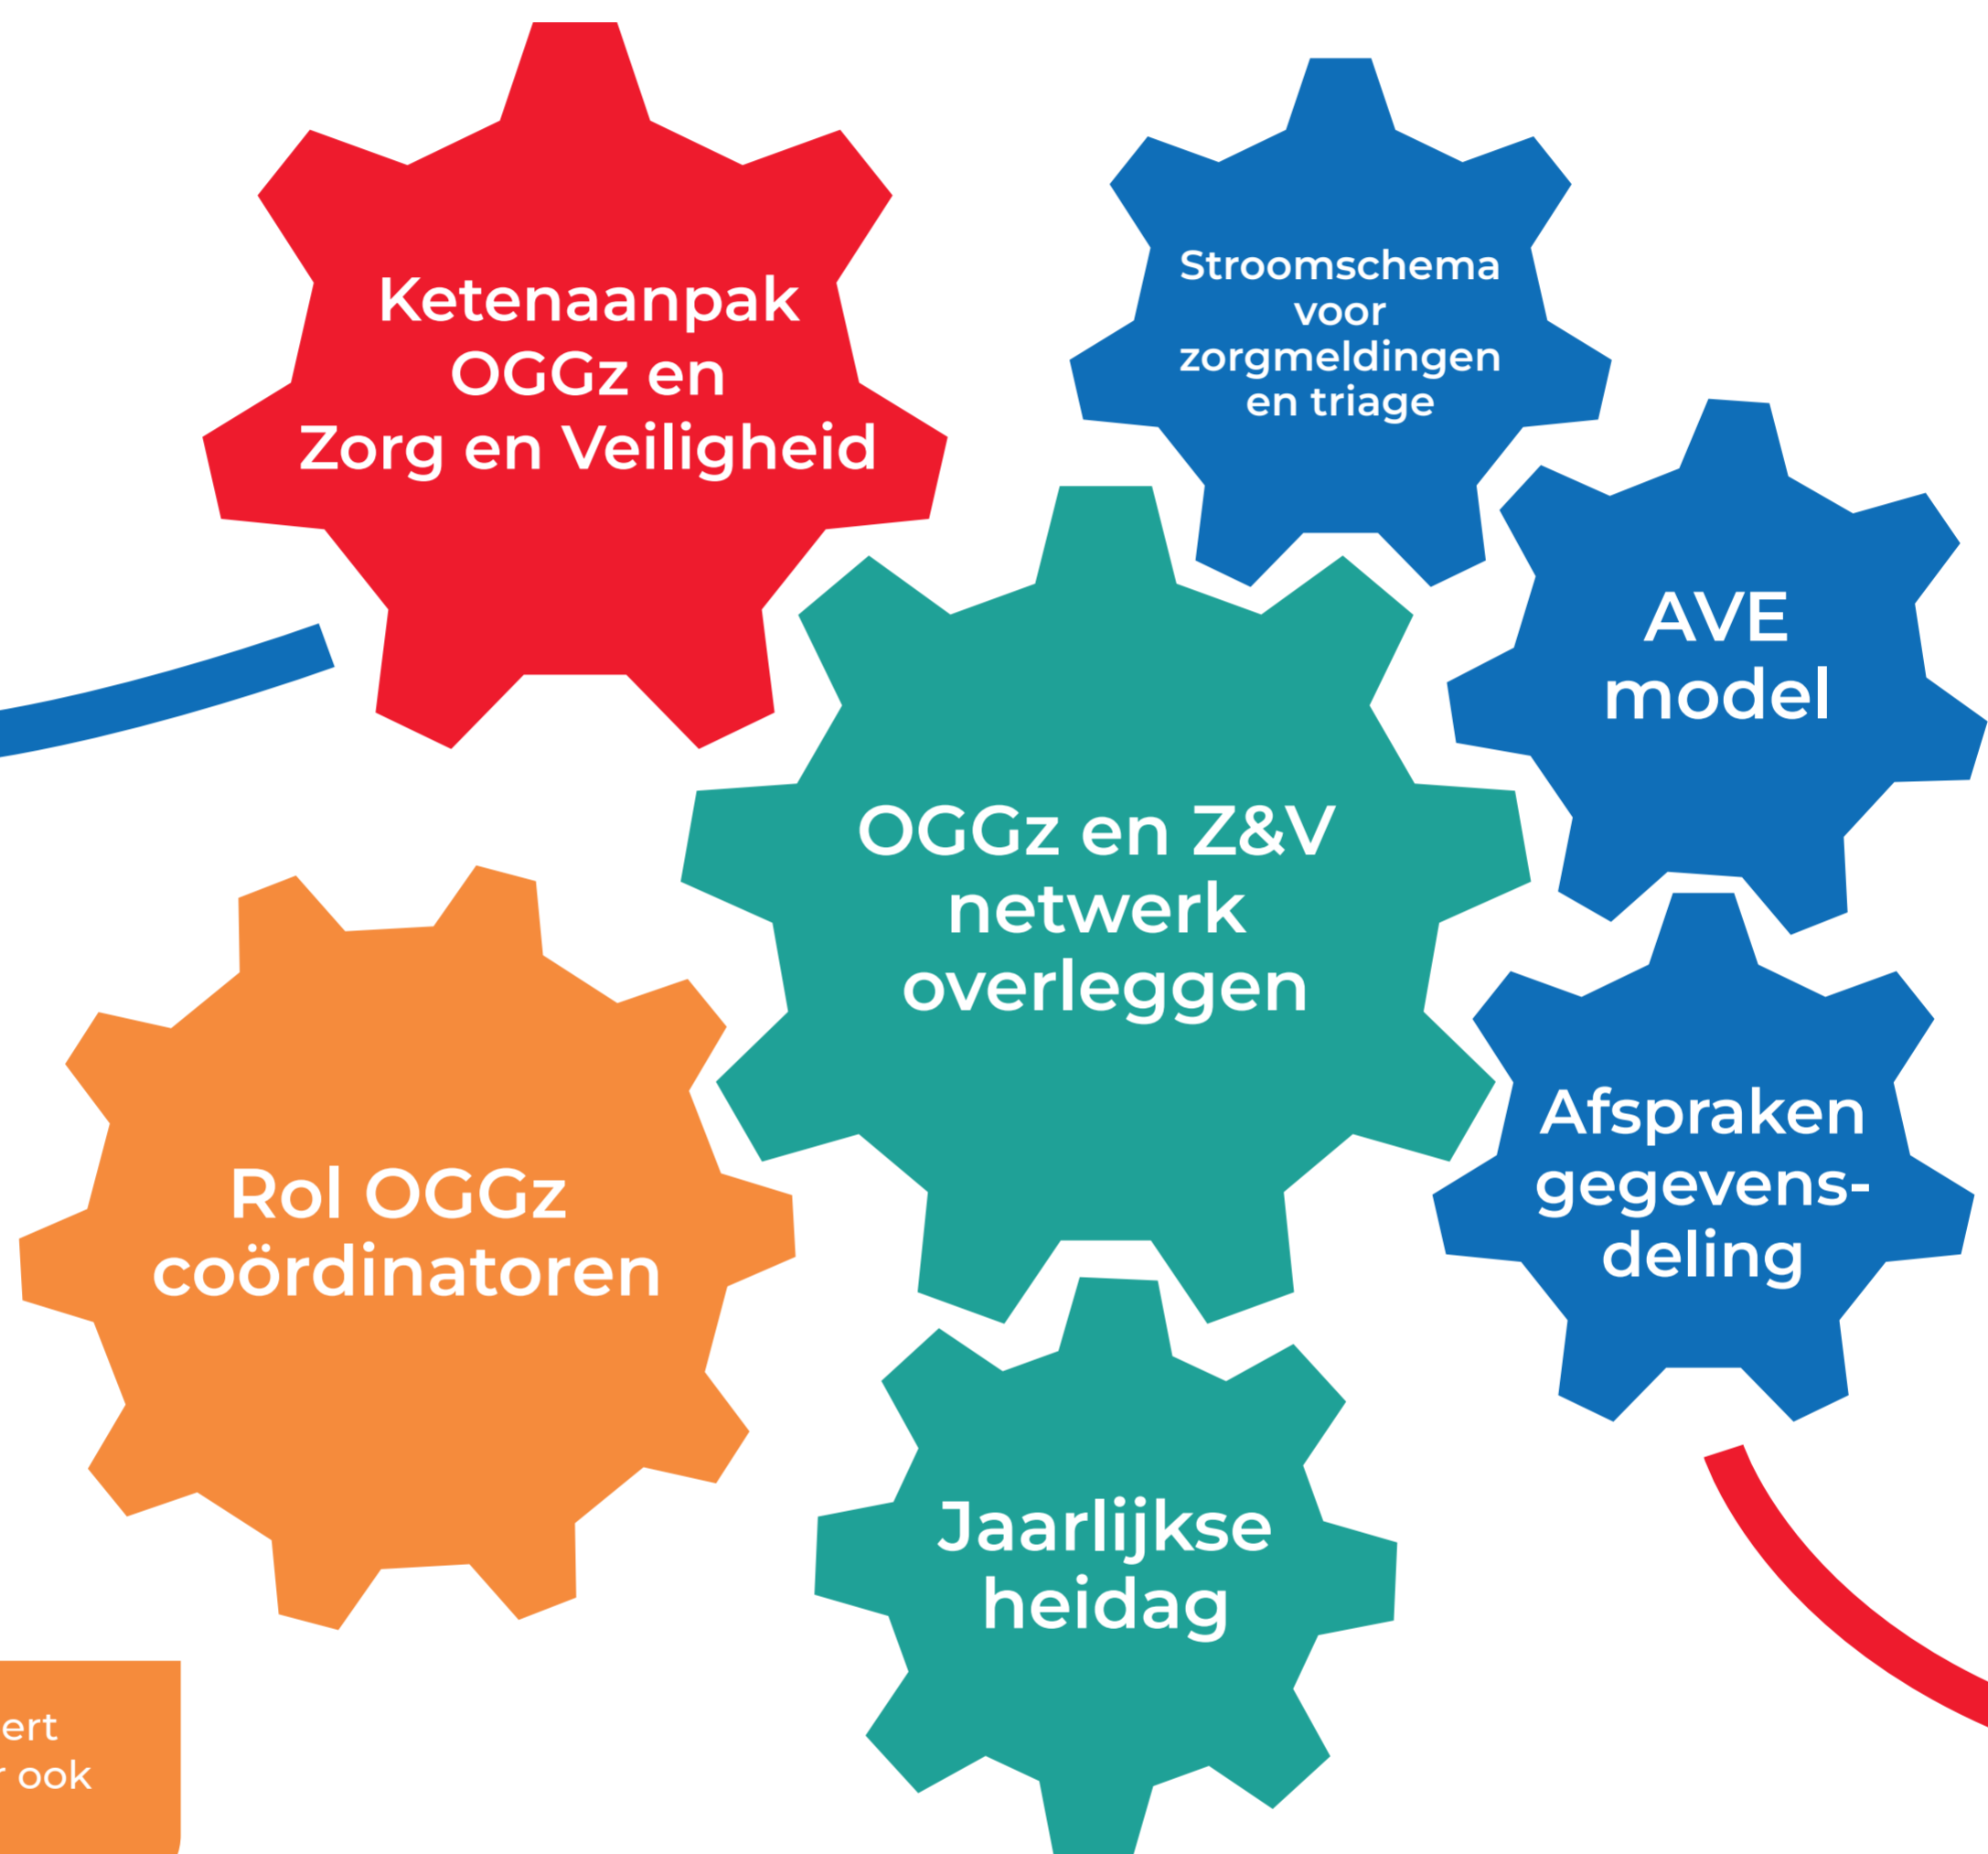 Ketenaanpak
OGGz en
Zorg en Veiligheid
Stroomschema
voor
zorgmeldingen
en triage
AVE
model
OGGz en Z&V
netwerk
overleggen
Afspraken
gegevens-
deling
Rol OGGz
coördinatoren
Jaarlijkse
heidag
ert
ook